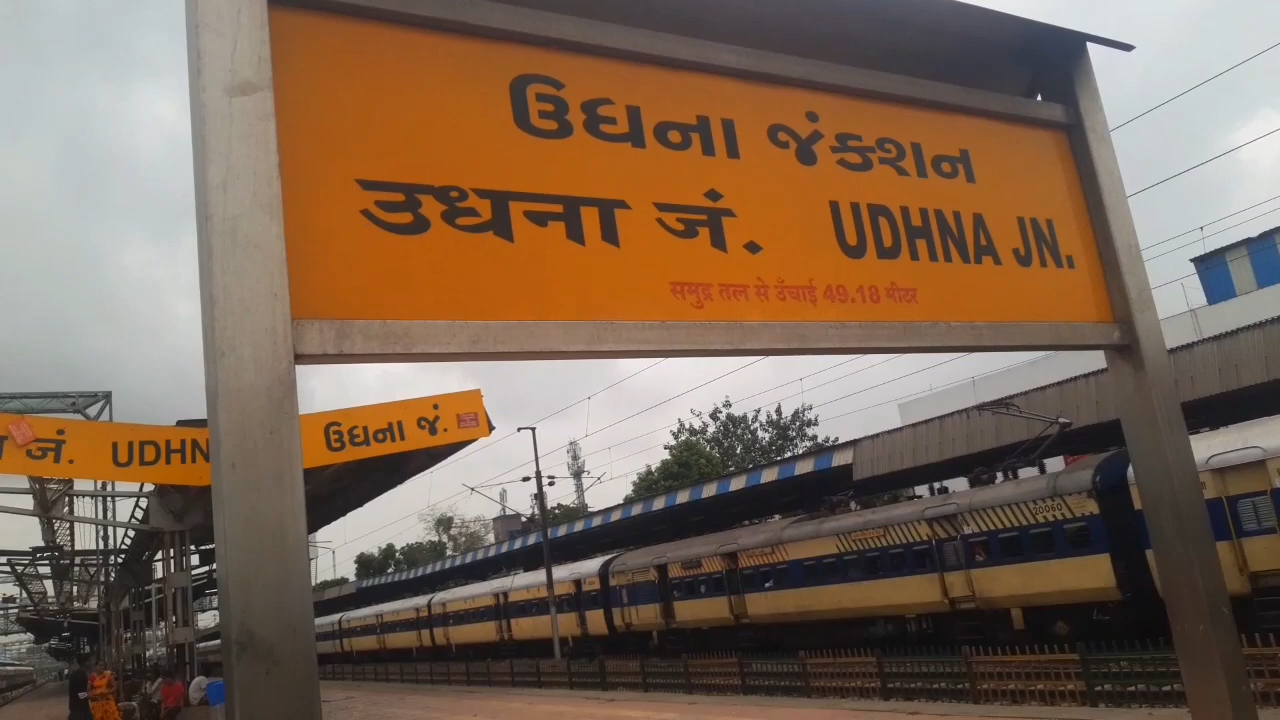 ઉધના જંકશન
उधना जं. UDHNA JN.
समुद्र तल से उँचाई 49.18 मीटर
जं. UDHN
ઉધના જં.
20060